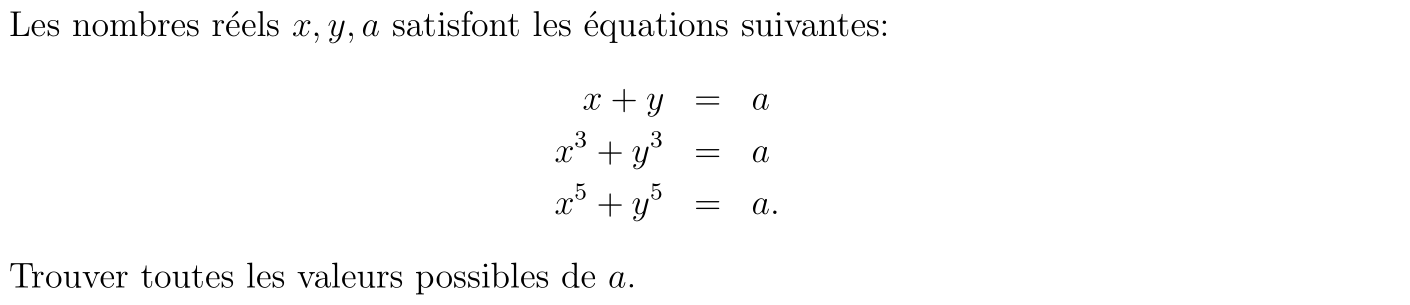 Les nombres réels x, y, a satisfont les équations suivantes:
x + y = a
x³ + y³ = a
x⁵ + y⁵ = a.
Trouver toutes les valeurs possibles de a.